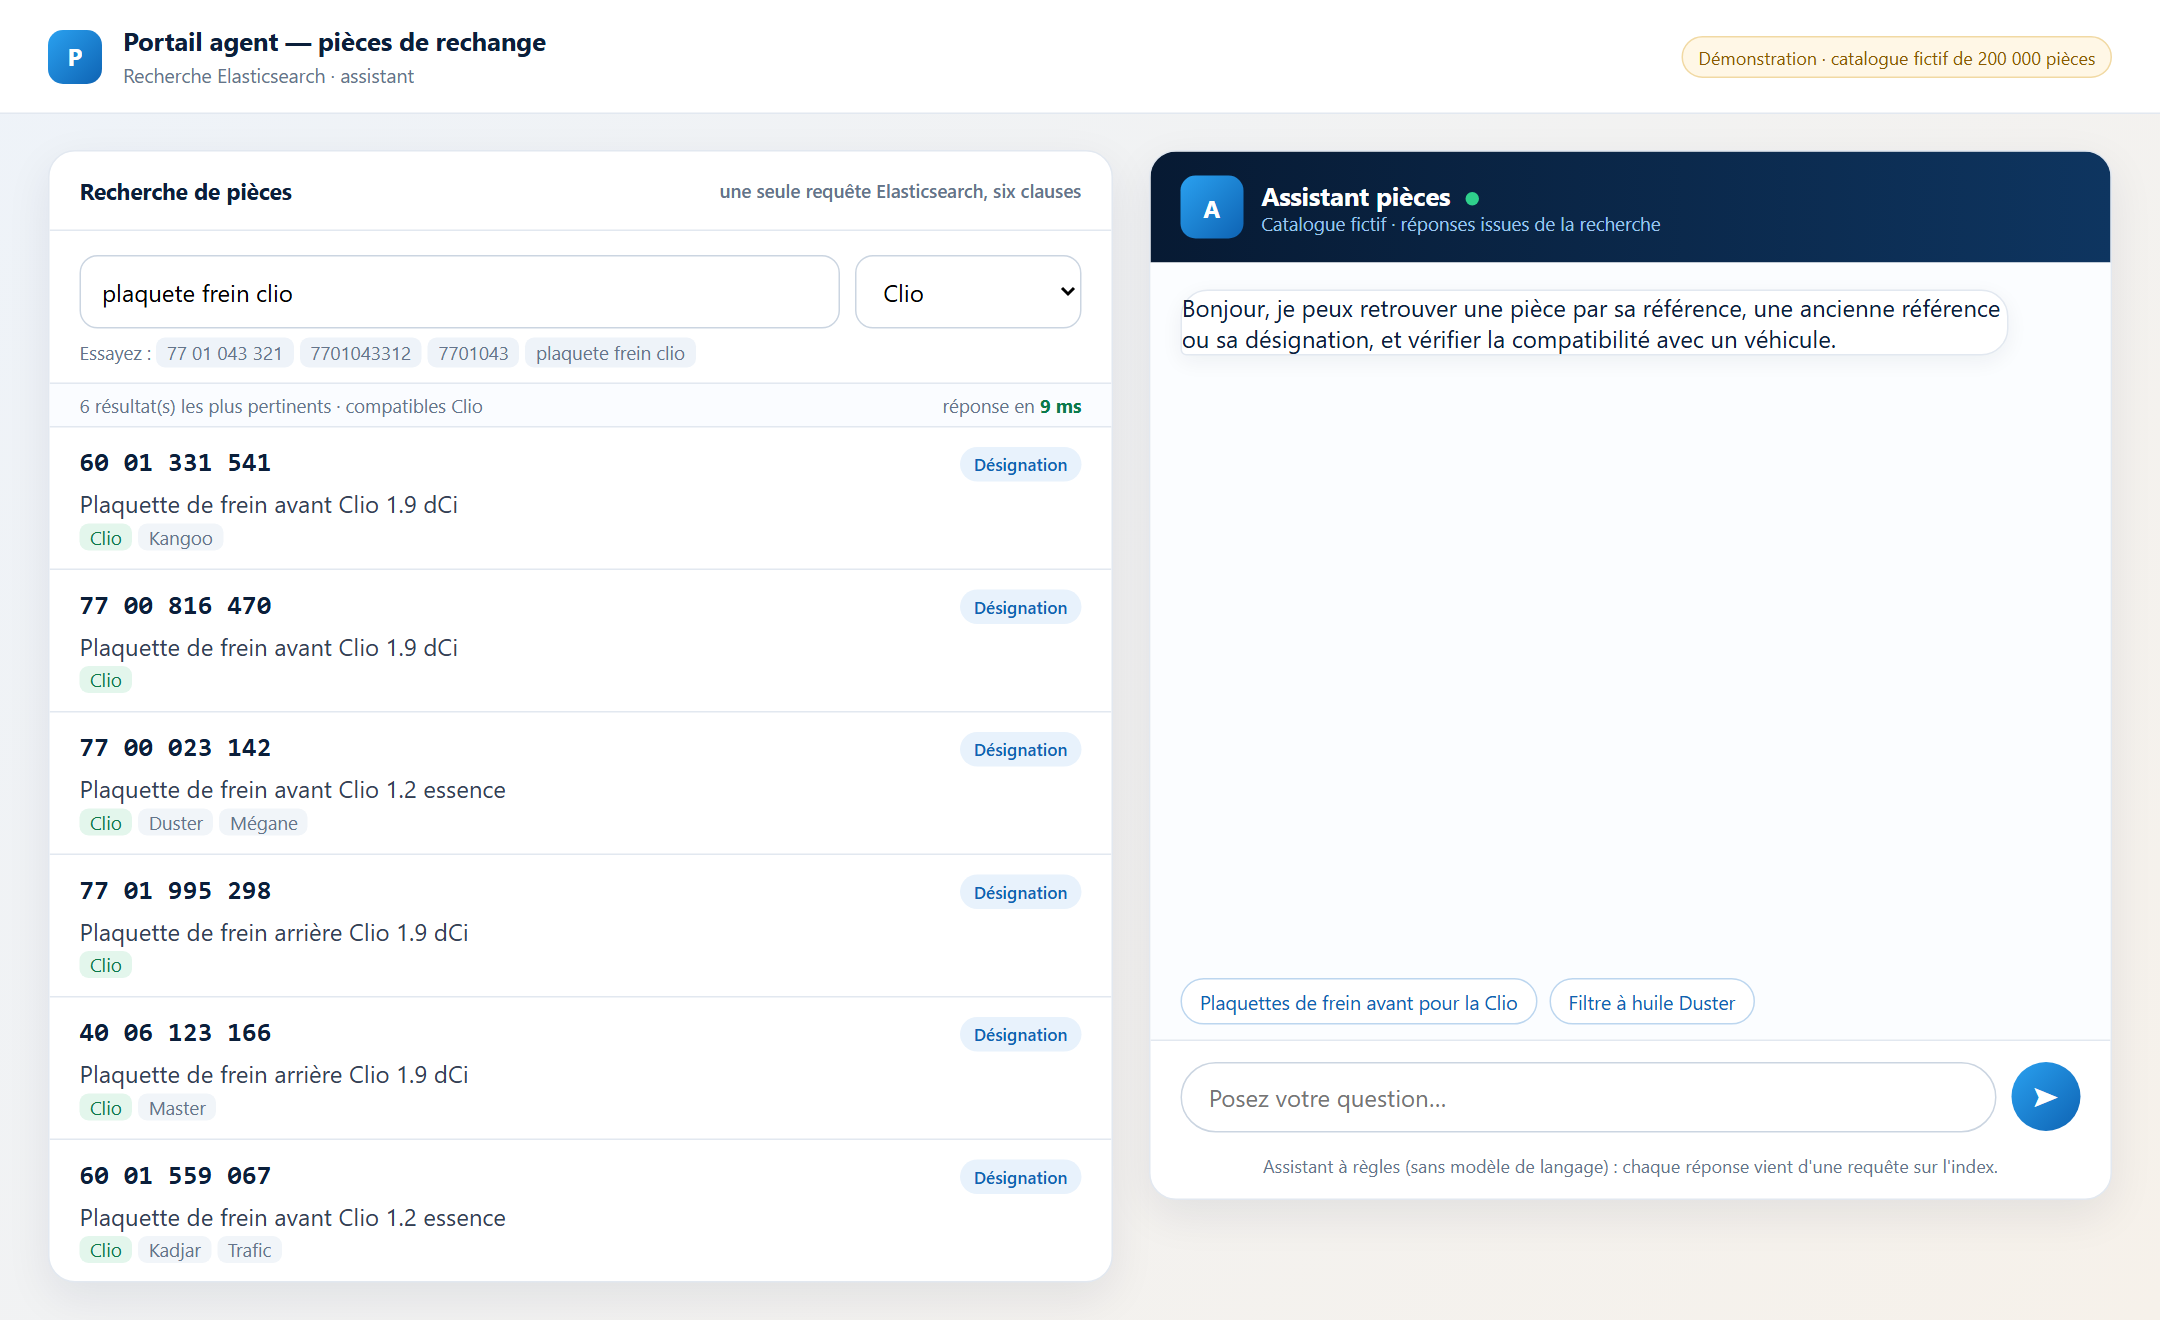 P
Portail agent — pièces de rechange
Recherche Elasticsearch · assistant
Démonstration · catalogue fictif de 200 000 pièces
Recherche de pièces
une seule requête Elasticsearch, six clauses
plaquete frein clio
Clio
Essayez : 77 01 043 321 7701043312 7701043 plaquete frein clio
6 résultat(s) les plus pertinents · compatibles Clio
réponse en 9 ms
60 01 331 541
Désignation
Plaquette de frein avant Clio 1.9 dCi
Clio Kangoo
77 00 816 470
Désignation
Plaquette de frein avant Clio 1.9 dCi
Clio
77 00 023 142
Désignation
Plaquette de frein avant Clio 1.2 essence
Clio Duster Mégane
77 01 995 298
Désignation
Plaquette de frein arrière Clio 1.9 dCi
Clio
40 06 123 166
Désignation
Plaquette de frein arrière Clio 1.9 dCi
Clio Master
60 01 559 067
Désignation
Plaquette de frein avant Clio 1.2 essence
Clio Kadjar Trafic
A
Assistant pièces
Catalogue fictif · réponses issues de la recherche
Bonjour, je peux retrouver une pièce par sa référence, une ancienne référence
ou sa désignation, et vérifier la compatibilité avec un véhicule.
Plaquettes de frein avant pour la Clio
Filtre à huile Duster
Posez votre question...
Assistant à règles (sans modèle de langage) : chaque réponse vient d'une requête sur l'index.